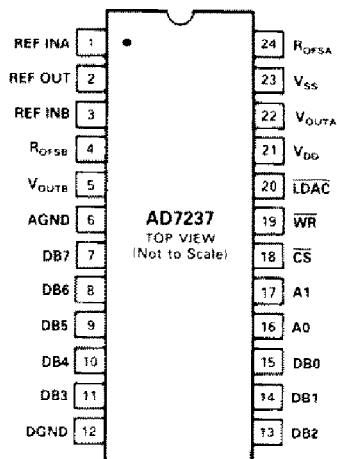 REF INA 1
REF OUT 2
REF INB 3
ROFSB 4
VOUTB 5
AGND 6
DB7 7
DB6 8
DB5 9
DB4 10
DB3 11
DGND 12
AD7237
TOP VIEW
(Not to Scale)
24 ROFSA
23 VSS
22 VOUTA
21 VDD
20 LDAC
19 WR
18 CS
17 A1
16 A0
15 DB0
14 DB1
13 DB2